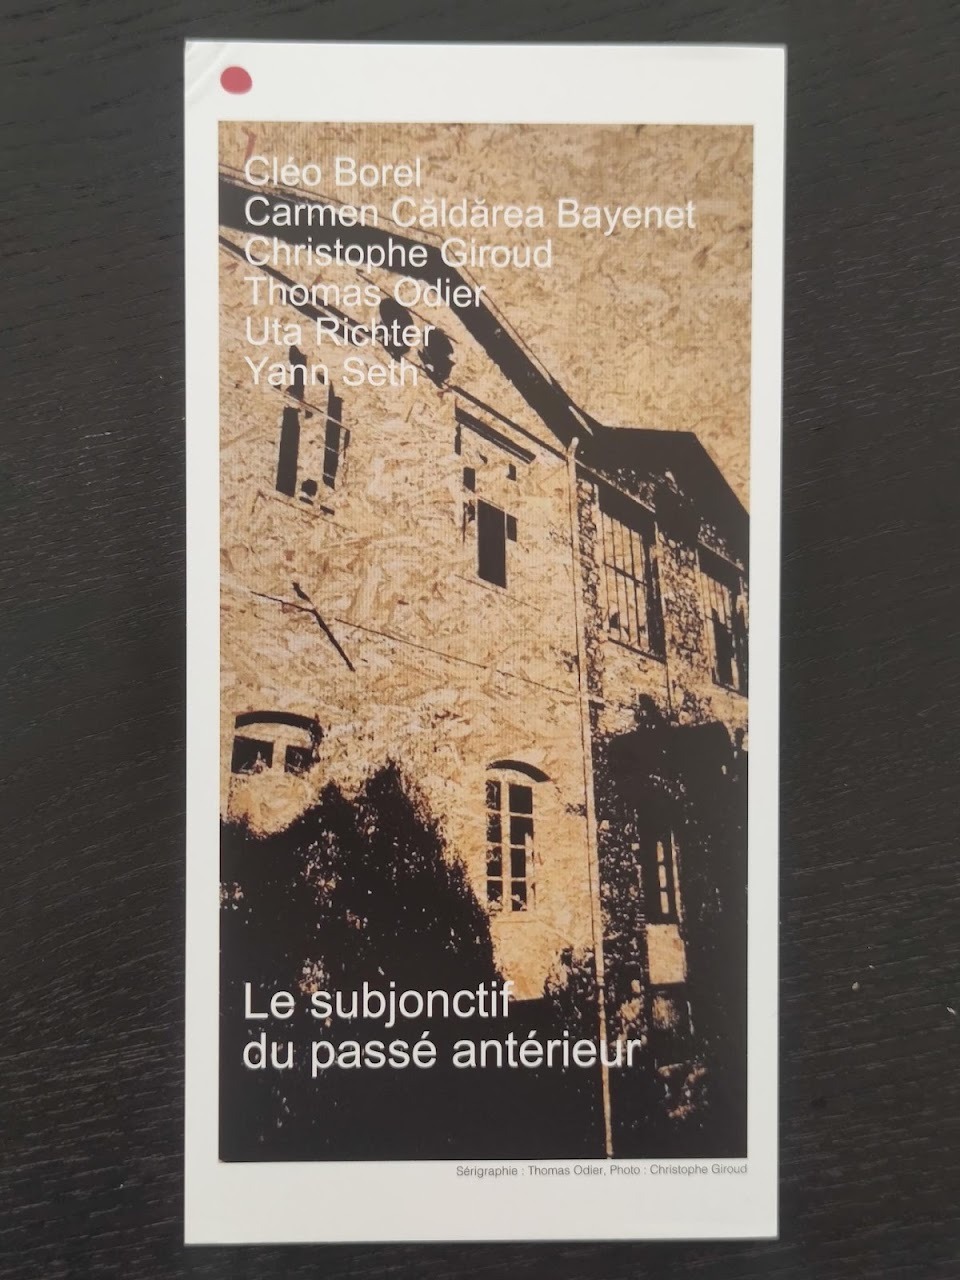 Cléo Borel
Carmen Căldărea Bayenet
Christophe Giroud
Thomas Odier
Uta Richter
Yann Seth
Le subjonctif
du passé antérieur
Sérigraphie : Thomas Odier, Photo : Christophe Giroud